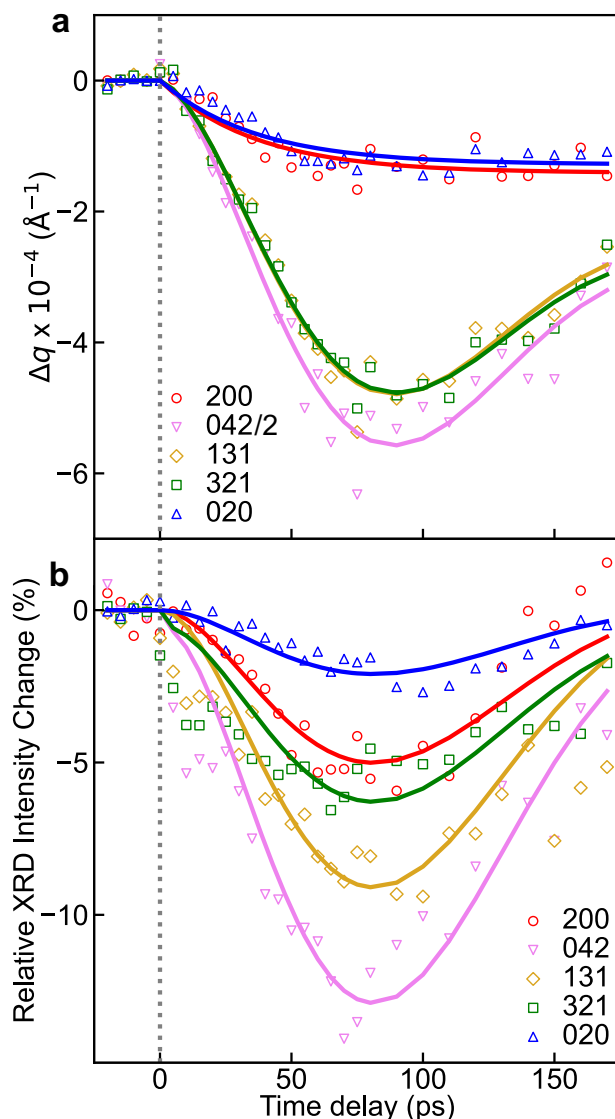 a
0
−2
−4
−6
Δq x 10⁻⁴ (Å⁻¹)
200
042/2
131
321
020
b
0
−5
−10
Relative XRD Intensity Change (%)
200
042
131
321
020
0 50 100 150
Time delay (ps)